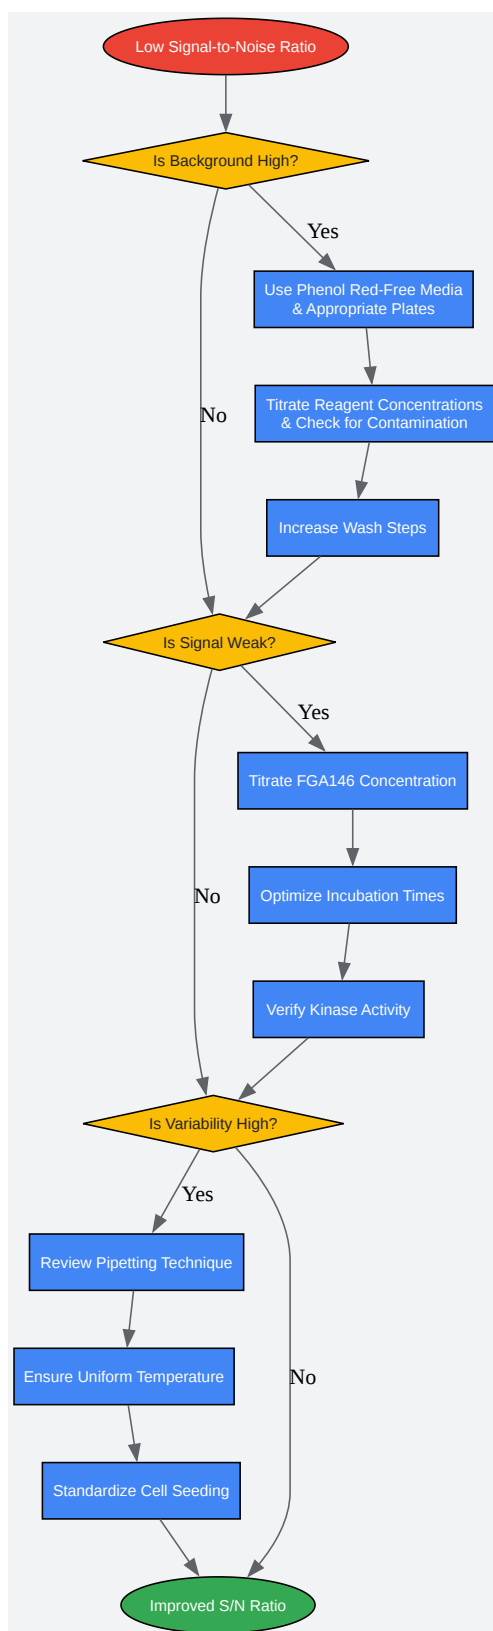 Low Signal-to-Noise Ratio
Is Background High?
Yes
Use Phenol Red-Free Media
& Appropriate Plates
Titrate Reagent Concentrations
& Check for Contamination
No
Increase Wash Steps
Is Signal Weak?
Yes
Titrate FGA146 Concentration
No
Optimize Incubation Times
Verify Kinase Activity
Is Variability High?
Yes
Review Pipetting Technique
Ensure Uniform Temperature
No
Standardize Cell Seeding
Improved S/N Ratio